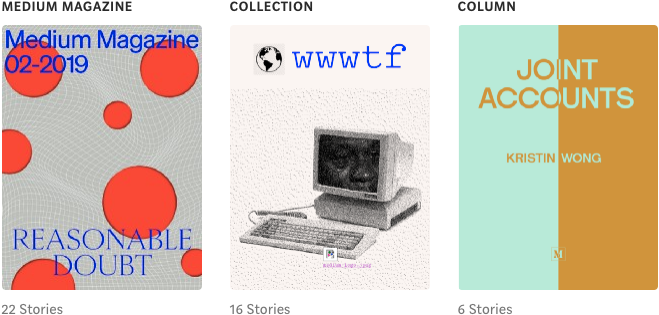 MEDIUM MAGAZINE
Medium Magazine
02-2019
REASONABLE
DOUBT
22 Stories
COLLECTION
wwwtf
16 Stories
COLUMN
JOINT
ACCOUNTS
KRISTIN WONG
M
6 Stories